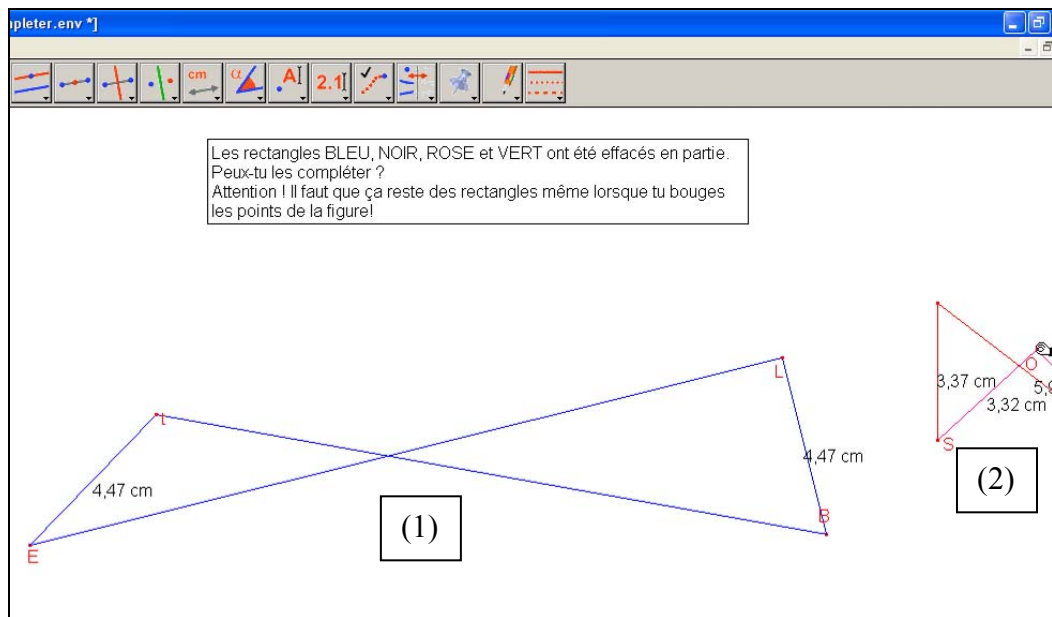 npleter.env *]
cm
α
A
2.1
Les rectangles BLEU, NOIR, ROSE et VERT ont été effacés en partie.
Peux-tu les compléter ?
Attention ! Il faut que ça reste des rectangles même lorsque tu bouges
les points de la figure!
L
t
O
3,37 cm
3,32 cm
S
4,47 cm
4,47 cm
(2)
B
(1)
E